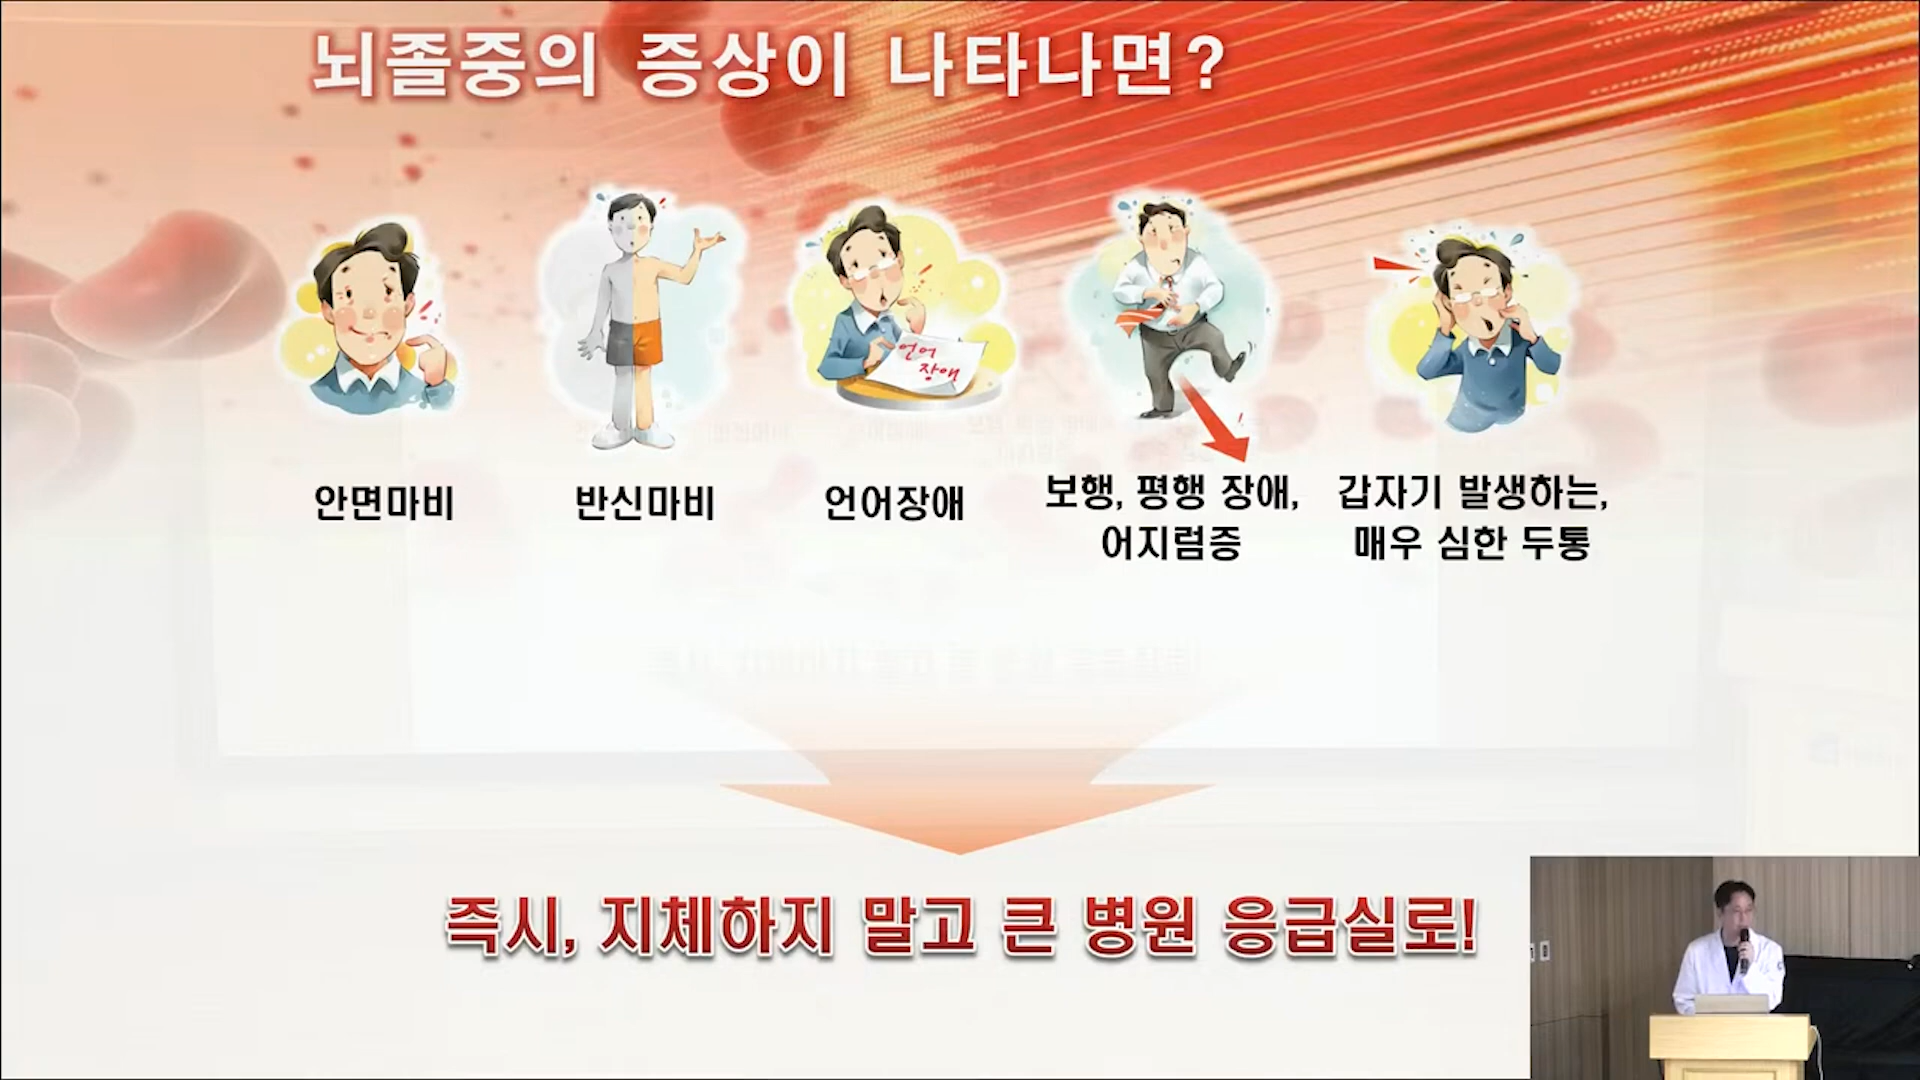 뇌졸중의 증상이 나타나면?
언어
장애
안면마비
반신마비
언어장애
보행, 평행 장애,
어지럼증
갑자기 발생하는,
매우 심한 두통
즉시, 지체하지 말고 큰 병원 응급실로!